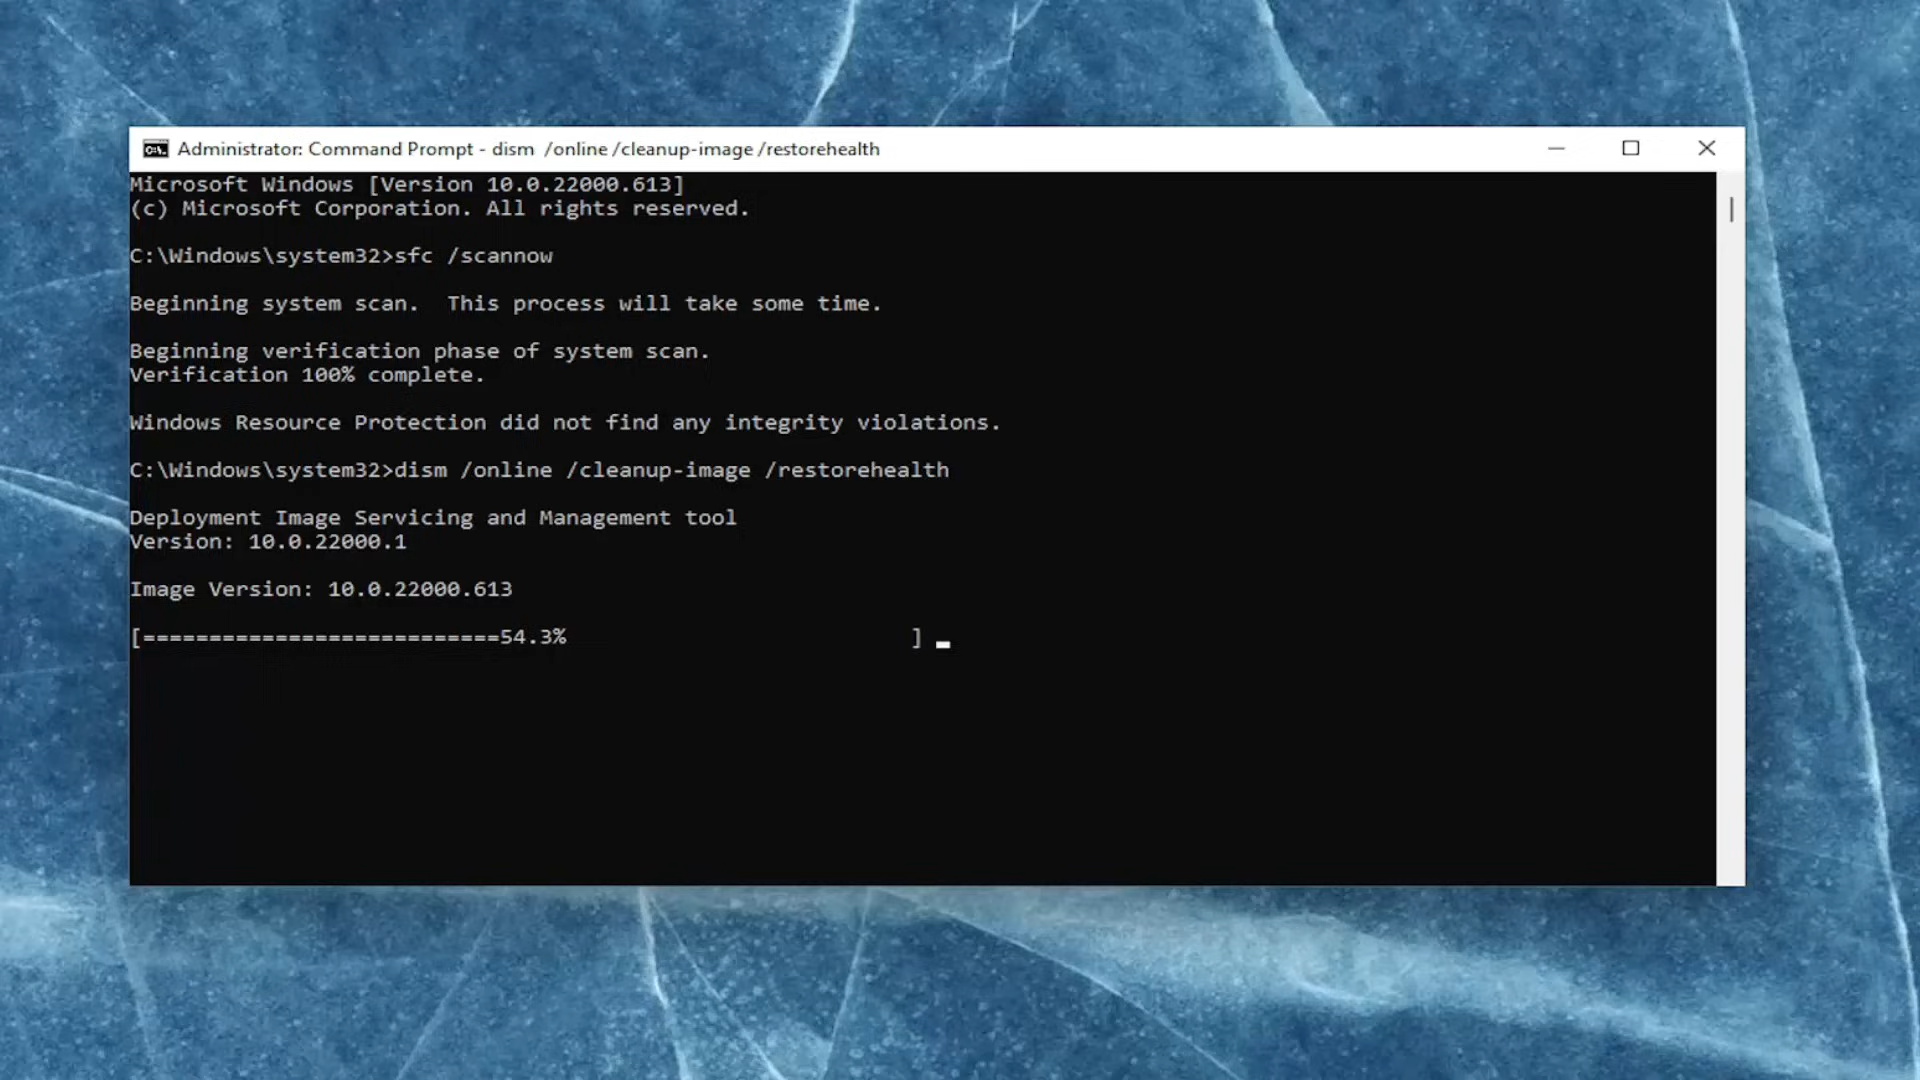 Administrator: Command Prompt - dism  /online /cleanup-image /restorehealth
Microsoft Windows [Version 10.0.22000.613]
(c) Microsoft Corporation. All rights reserved.
C:\Windows\system32>sfc /scannow
Beginning system scan.  This process will take some time.
Beginning verification phase of system scan.
Verification 100% complete.
Windows Resource Protection did not find any integrity violations.
C:\Windows\system32>dism /online /cleanup-image /restorehealth
Deployment Image Servicing and Management tool
Version: 10.0.22000.1
Image Version: 10.0.22000.613
[===========================54.3%                          ]